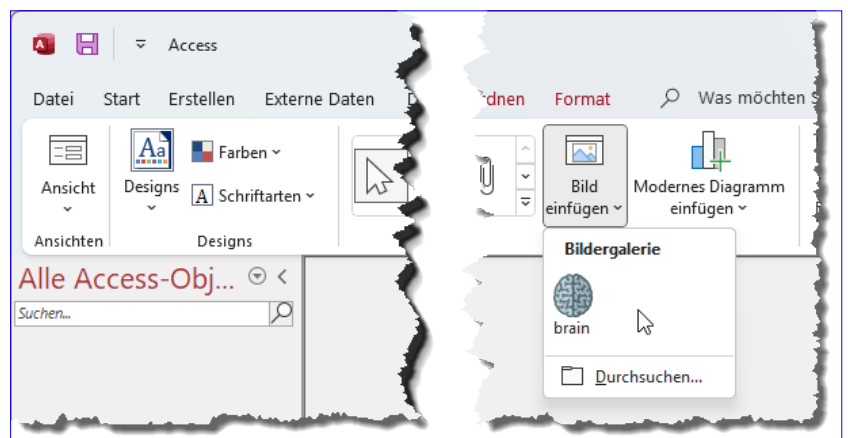 Access
Datei Start Erstellen Externe Daten Format Was möchten
Ansicht
Designs
Farben
Schriftarten
Bild einfügen
Modernes Diagramm einfügen
Ansichten
Designs
Alle Access-Obj...
Suchen...
Bildergalerie
brain
Durchsuchen...